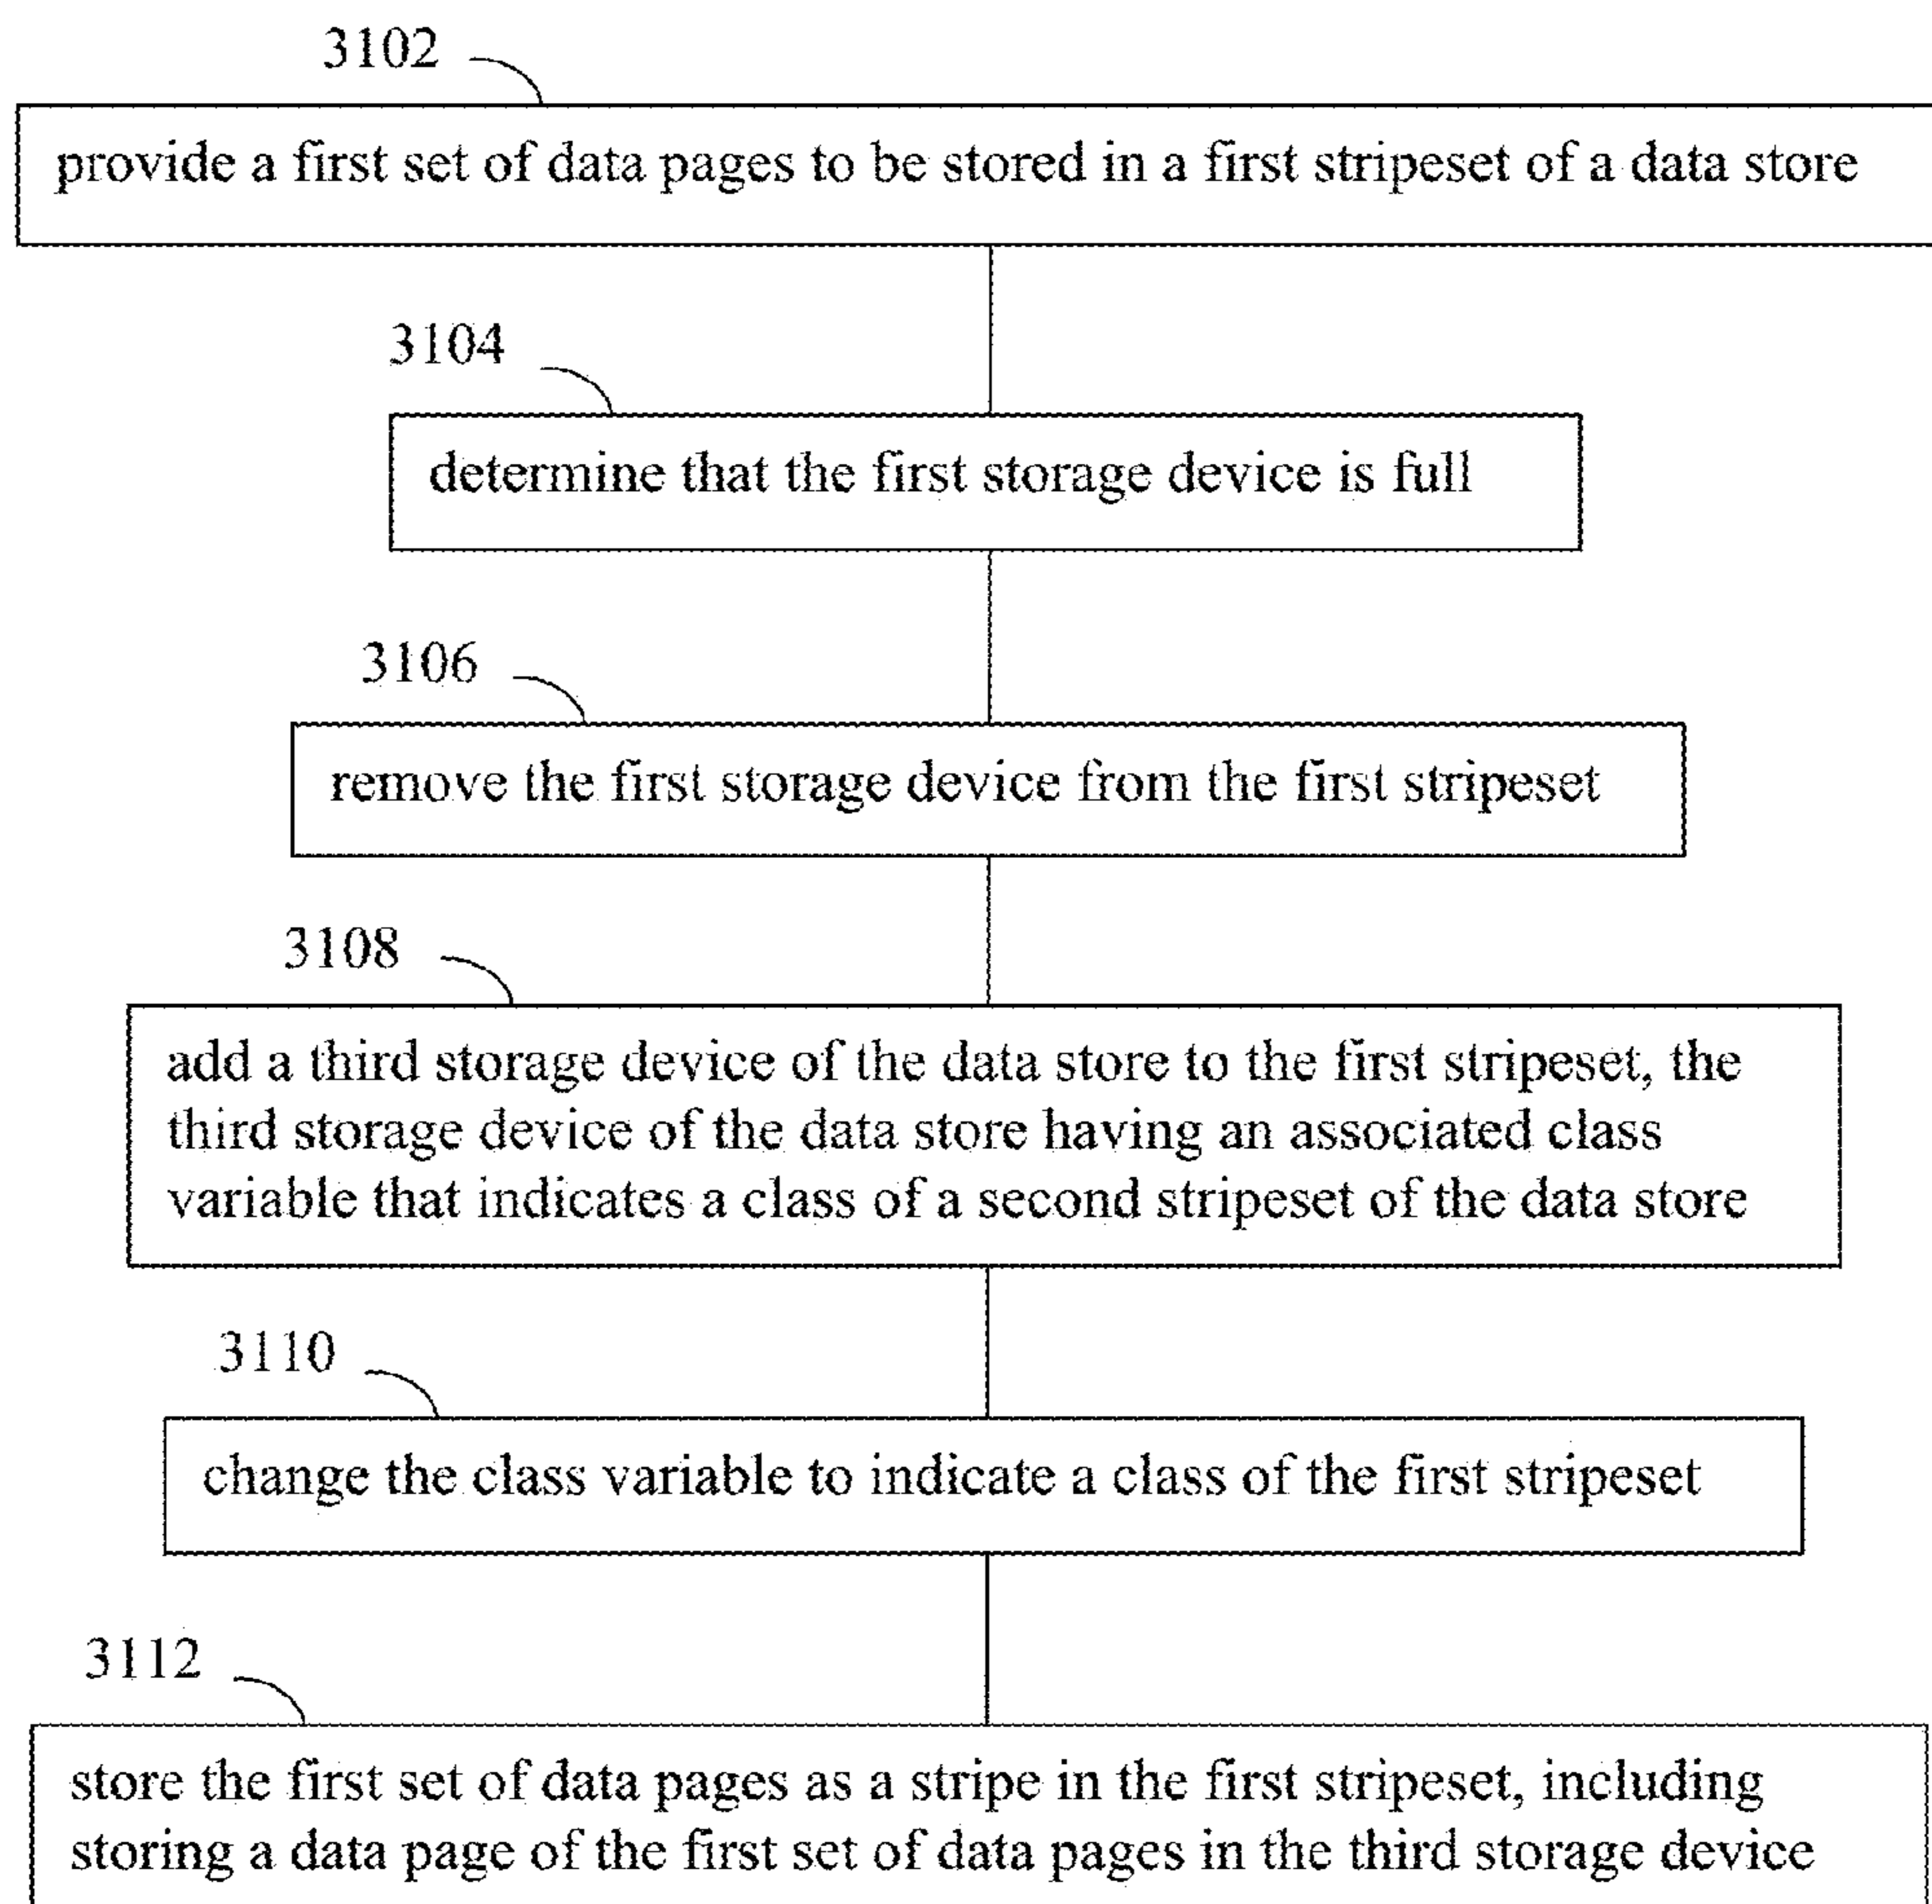 3102
provide a first set of data pages to be stored in a first stripeset of a data store
3104
determine that the first storage device is full
3106
remove the first storage device from the first stripeset
3108
add a third storage device of the data store to the first stripeset, the
third storage device of the data store having an associated class
variable that indicates a class of a second stripeset of the data store
3110
change the class variable to indicate a class of the first stripeset
3112
store the first set of data pages as a stripe in the first stripeset, including
storing a data page of the first set of data pages in the third storage device